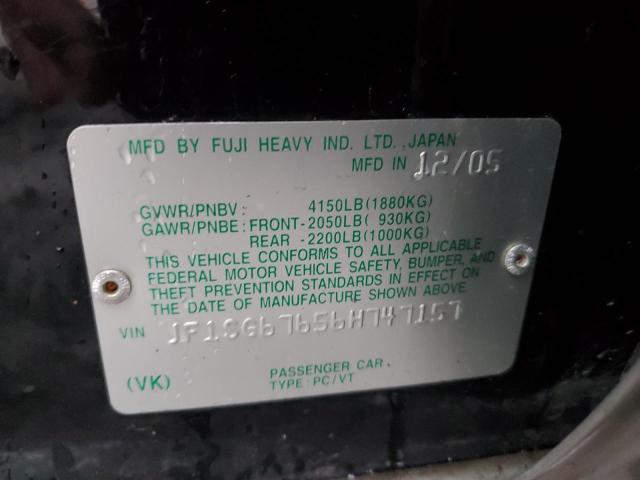 MFD BY FUJI HEAVY IND. LTD., JAPAN
MFD IN 12/05
GVWR/PNBV: 4150LB(1880KG)
GAWR/PNBE: FRONT-2050LB( 930KG)
REAR -2200LB(1000KG)
THIS VEHICLE CONFORMS TO ALL APPLICABLE
FEDERAL MOTOR VEHICLE SAFETY, BUMPER, AND
THEFT PREVENTION STANDARDS IN EFFECT ON
THE DATE OF MANUFACTURE SHOWN ABOVE.
VIN JF1SG67656H747157
PASSENGER CAR
(VK) TYPE: PC/VT